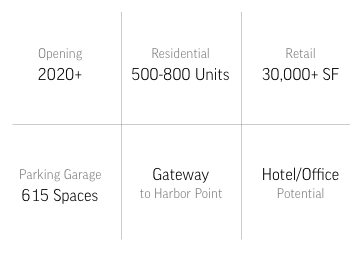 Opening
2020+
Residential
500-800 Units
Retail
30,000+ SF
Parking Garage
615 Spaces
Gateway
to Harbor Point
Hotel/Office
Potential